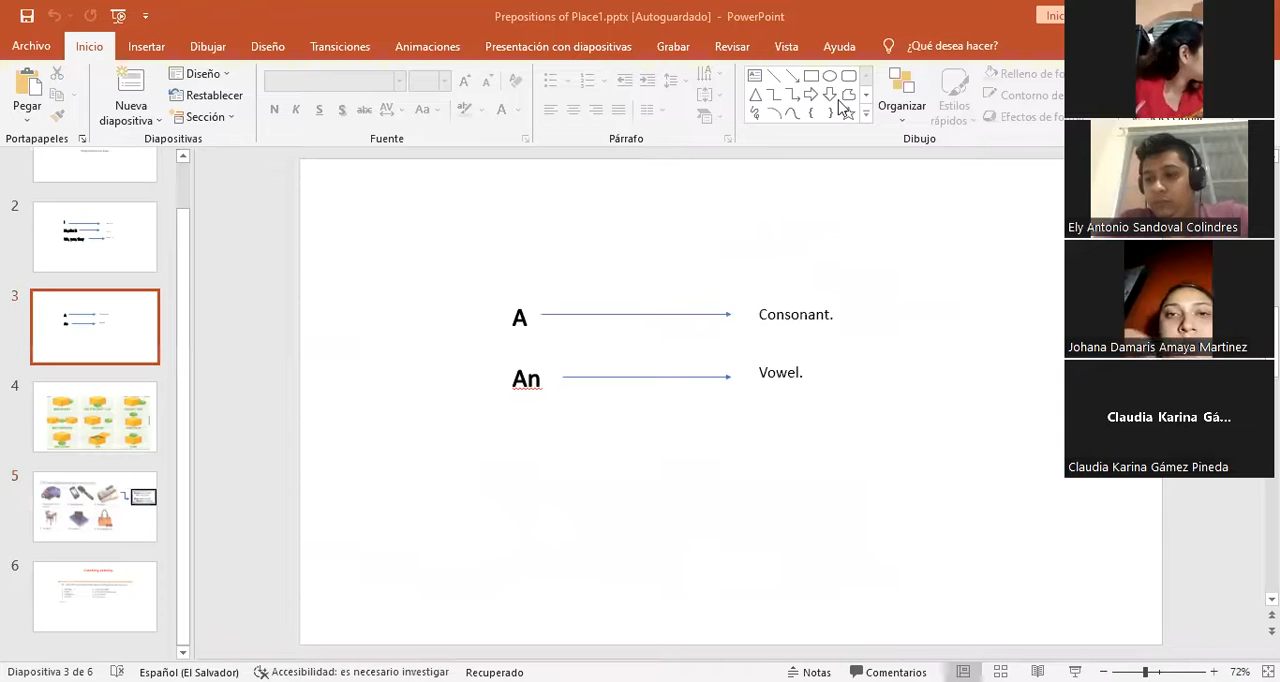 Prepositions of Place1.pptx [Autoguardado] - PowerPoint
Inic
Archivo Inicio Insertar Dibujar Diseño Transiciones Animaciones Presentación con diapositivas Grabar Revisar Vista Ayuda ¿Qué desea hacer?
Pegar
Nueva
diapositiva
Diseño
Restablecer
Sección
N K S S abc AV Aa A
Organizar
Estilos
rápidos
Relleno de fo
Contorno de
Efectos de fo
Portapapeles Diapositivas Fuente Párrafo Dibujo
2
3
4
5
6
A Consonant.
An Vowel.
Ely Antonio Sandoval Colindres
Johana Damaris Amaya Martinez
Claudia Karina Gá...
Claudia Karina Gámez Pineda
Diapositiva 3 de 6 Español (El Salvador) Accesibilidad: es necesario investigar Recuperado Notas Comentarios 72%